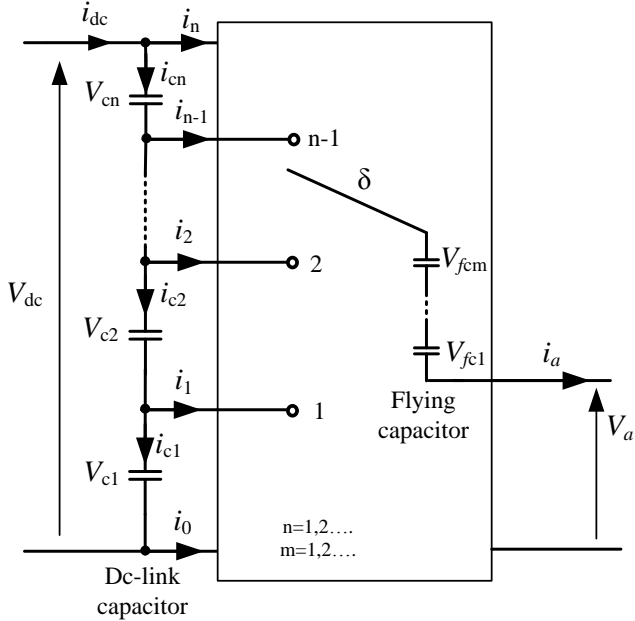 i_dc
i_n
i_cn
V_cn
i_n-1
n-1
δ
i_2
2
V_fcm
i_c2
V_dc
V_c2
V_fc1
i_a
i_1
1
Flying
capacitor
V_a
i_c1
V_c1
i_0
n=1,2....
m=1,2....
Dc-link
capacitor